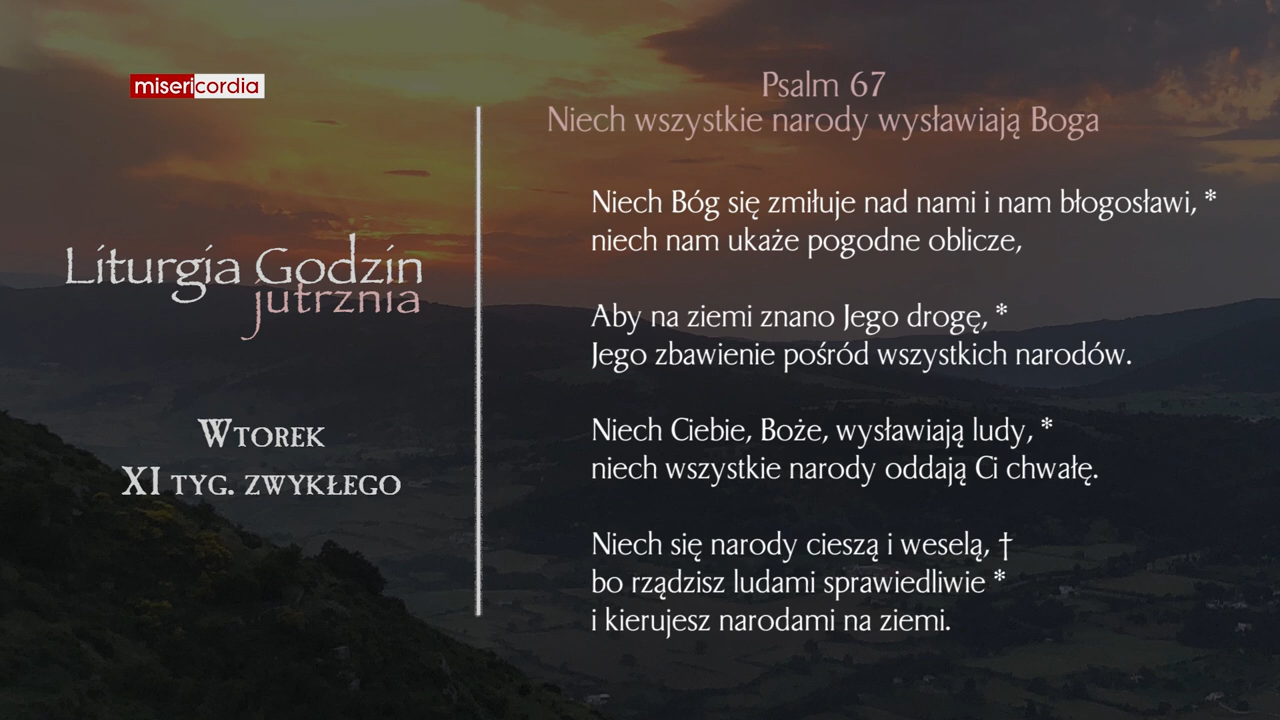 misericordia
Liturgia Godzin
jutrznia
Wtorek
XI tyg. zwykłego
Psalm 67
Niech wszystkie narody wysławiają Boga
Niech Bóg się zmiłuje nad nami i nam błogosławi, *
niech nam ukaże pogodne oblicze,
Aby na ziemi znano Jego drogę, *
Jego zbawienie pośród wszystkich narodów.
Niech Ciebie, Boże, wysławiają ludy, *
niech wszystkie narody oddają Ci chwałę.
Niech się narody cieszą i weselą, †
bo rządzisz ludami sprawiedliwie *
i kierujesz narodami na ziemi.